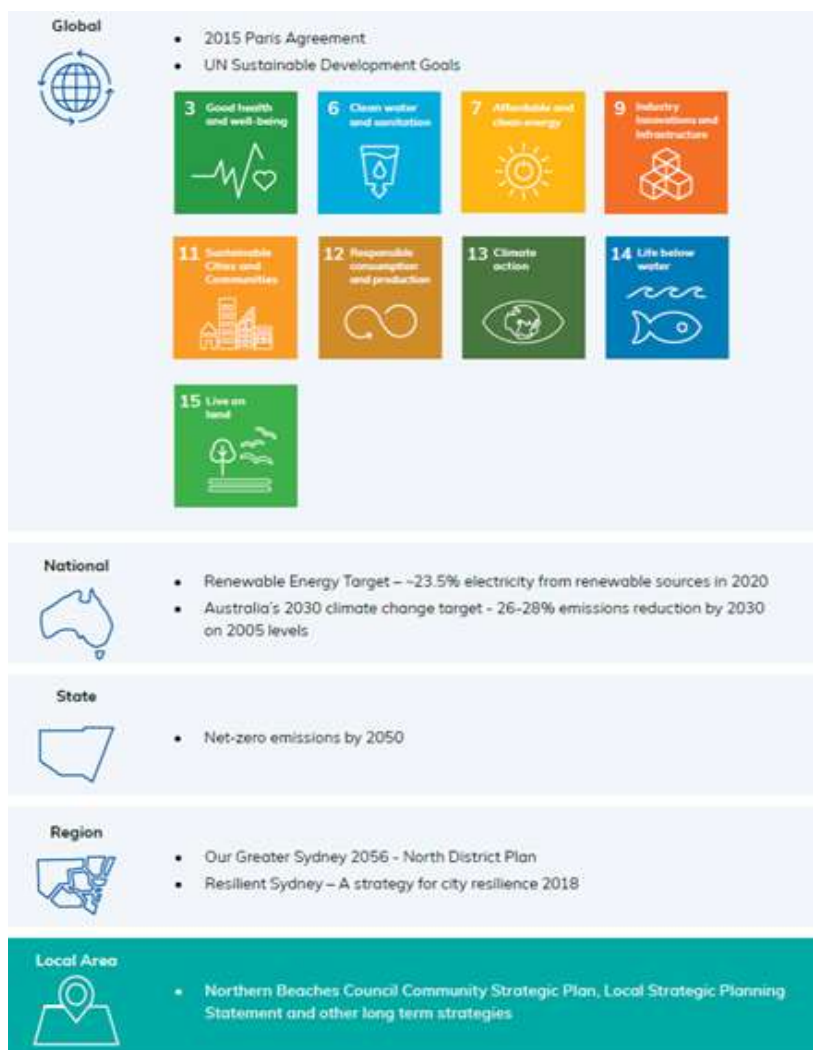 Global
• 2015 Paris Agreement
• UN Sustainable Development Goals
3 Good health
and well-being
6 Clean water
and sanitation
7 Affordable and
clean energy
9 Industry
Innovations and
Infrastructure
11 Sustainable
Cities and
Communities
12 Responsible
consumption
and production
13 Climate
action
14 Life below
water
15 Live on
land
National
• Renewable Energy Target – ~23.5% electricity from renewable sources in 2020
• Australia's 2030 climate change target - 26-28% emissions reduction by 2030
on 2005 levels
State
• Net-zero emissions by 2050
Region
• Our Greater Sydney 2056 - North District Plan
• Resilient Sydney – A strategy for city resilience 2018
Local Area
• Northern Beaches Council Community Strategic Plan, Local Strategic Planning
Statement and other long term strategies